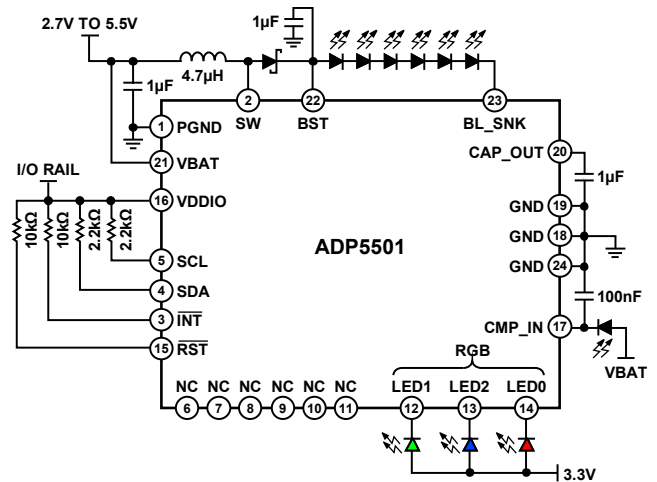 2.7V TO 5.5V
1µF
4.7µH
1µF
2
22
23
SW
BST
BL_SNK
1 PGND
21 VBAT
I/O RAIL
16 VDDIO
10kΩ
10kΩ
2.2kΩ
2.2kΩ
5 SCL
4 SDA
3 INT
15 RST
ADP5501
CAP_OUT 20
1µF
GND 19
GND 18
GND 24
100nF
CMP_IN 17
VBAT
RGB
NC NC NC NC NC NC LED1 LED2 LED0
6 7 8 9 10 11 12 13 14
3.3V